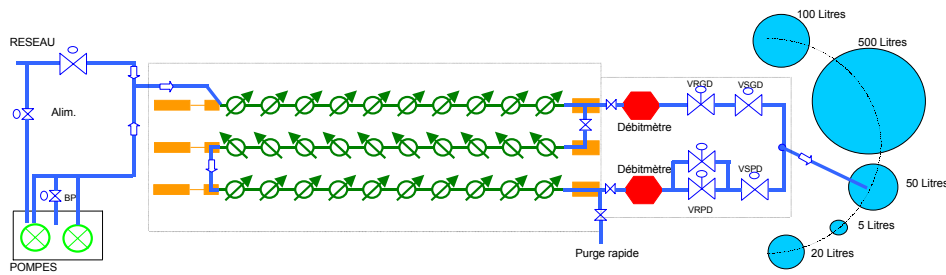 100 Litres
RESEAU
500 Litres
VRGD
VSGD
Alim.
Débitmètre
Débitmètre
VSPD
50 Litres
BP
VRPD
5 Litres
Purge rapide
20 Litres
POMPES